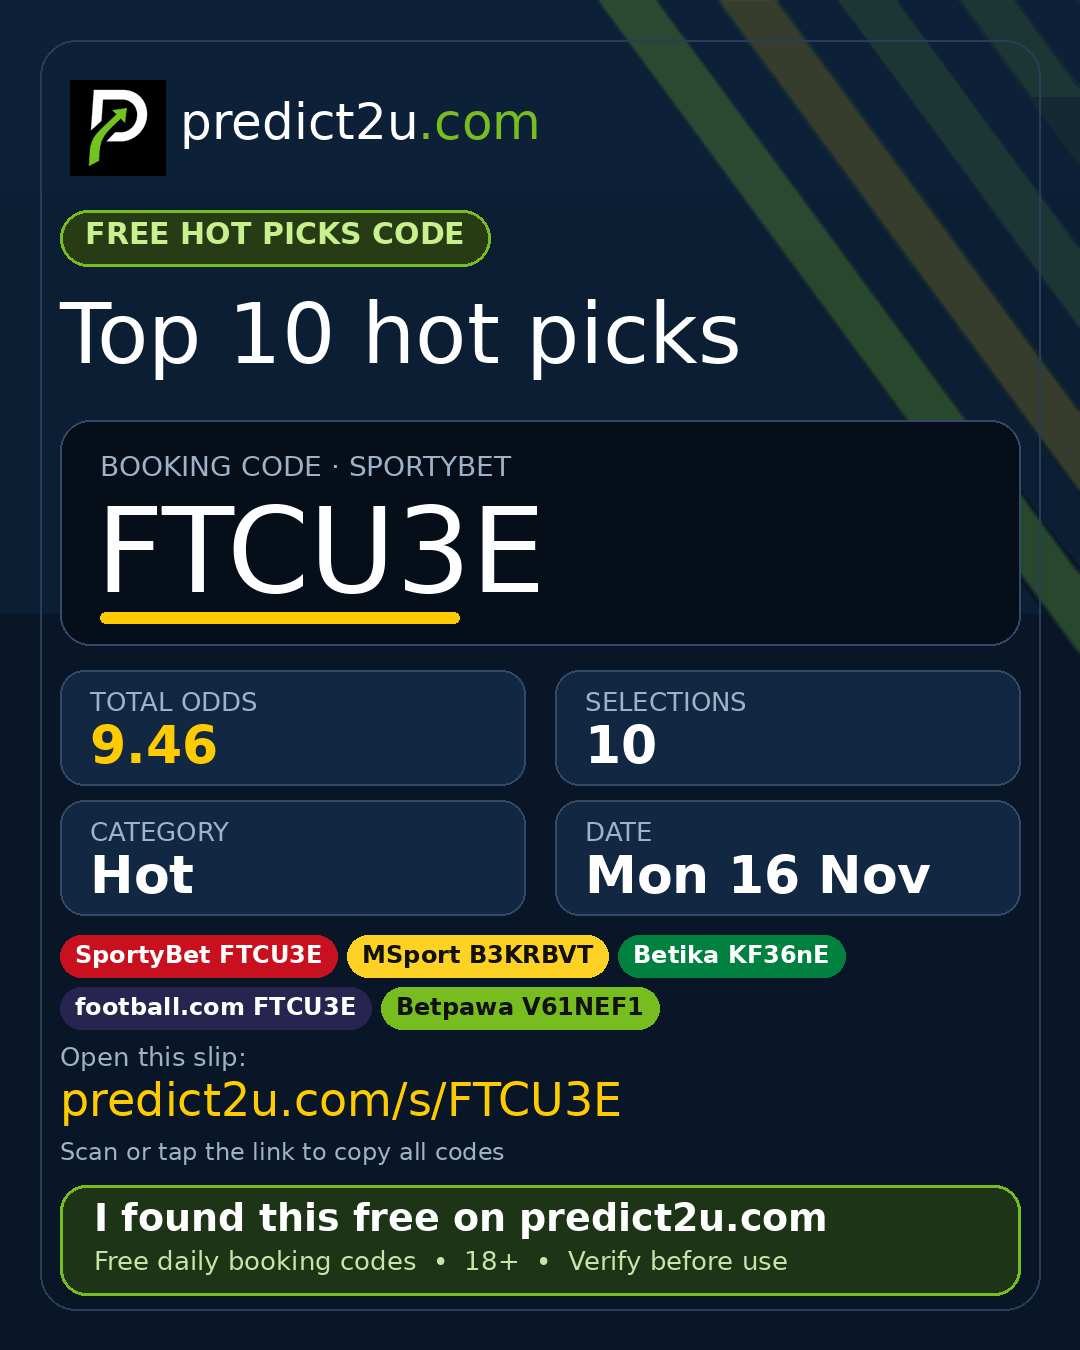 predict2u.com
FREE HOT PICKS CODE
Top 10 hot picks
BOOKING CODE · SPORTYBET
FTCU3E
TOTAL ODDS
9.46
SELECTIONS
10
CATEGORY
Hot
DATE
Mon 16 Nov
SportyBet FTCU3E
MSport B3KRBVT
Betika KF36nE
football.com FTCU3E
Betpawa V61NEF1
Open this slip:
predict2u.com/s/FTCU3E
Scan or tap the link to copy all codes
I found this free on predict2u.com
Free daily booking codes • 18+ • Verify before use